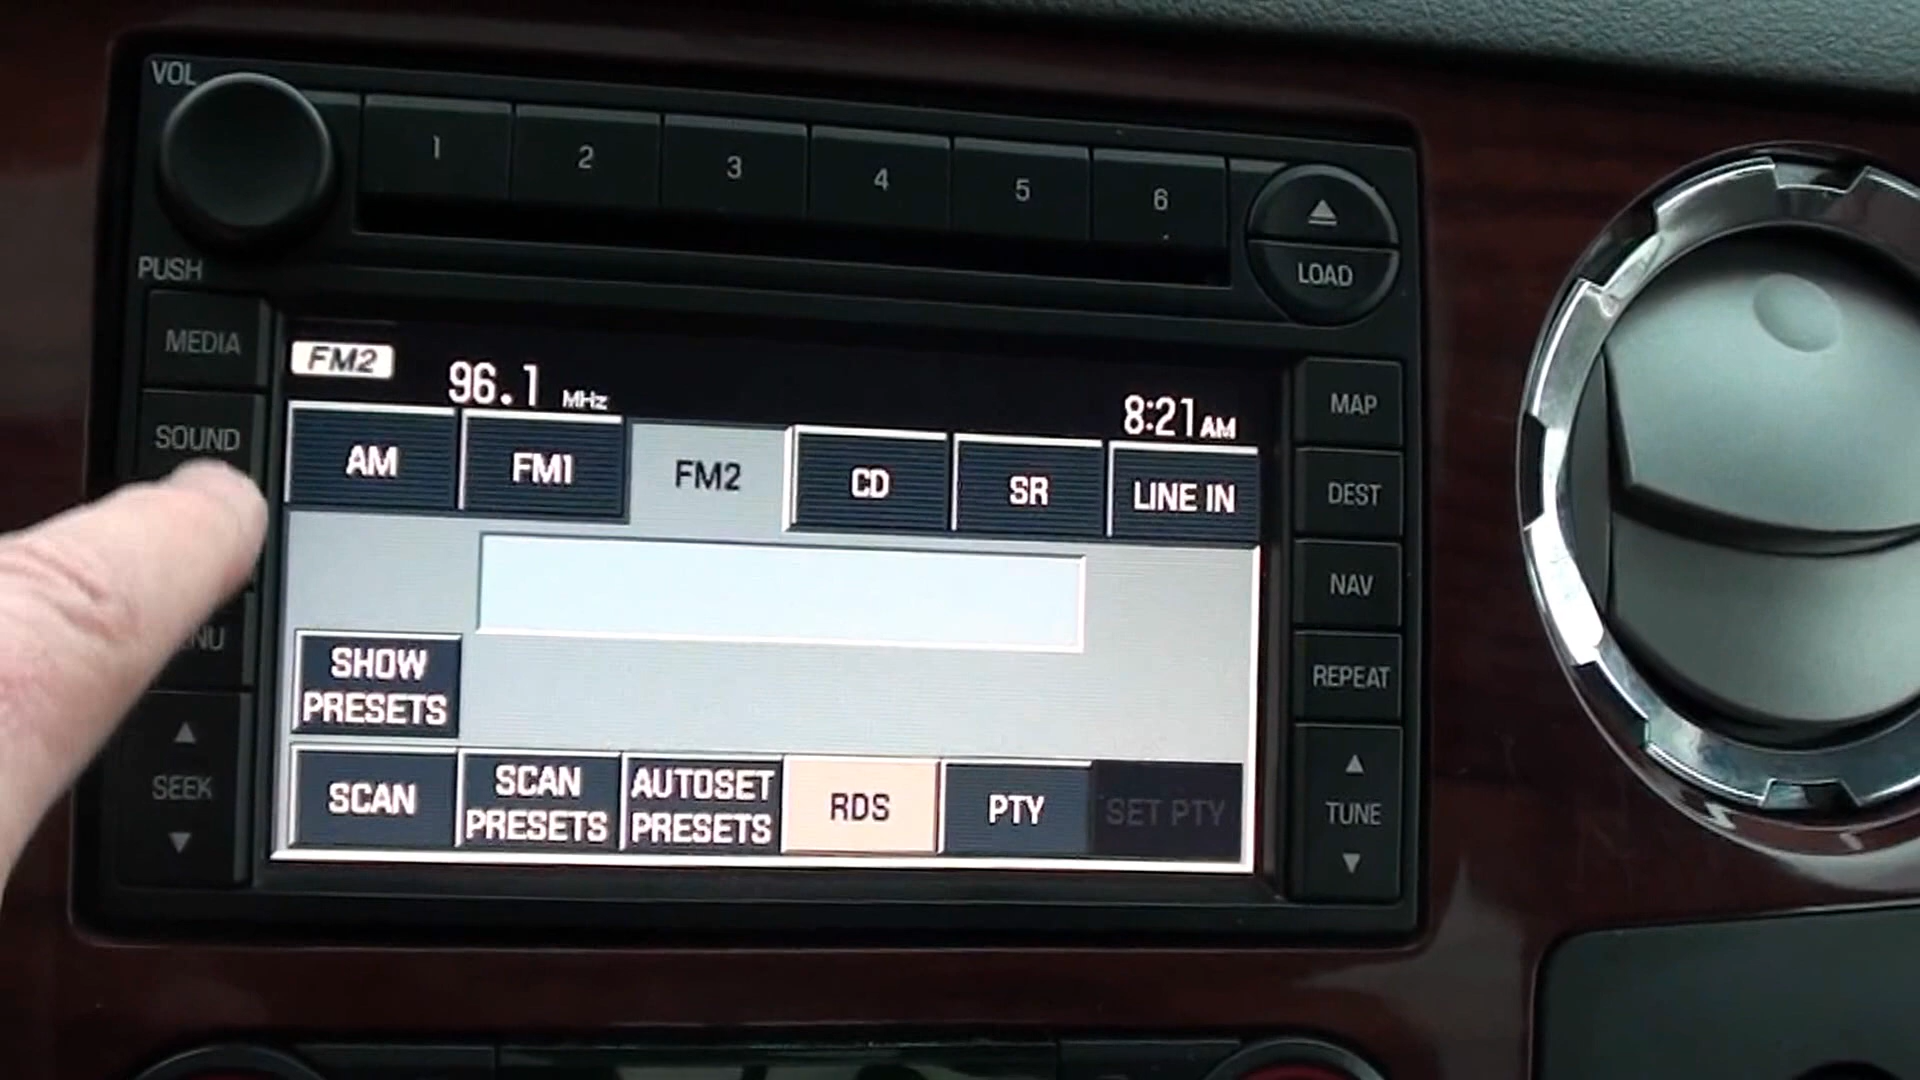 VOL
1 2 3 4 5 6
LOAD
PUSH
MEDIA
SOUND
SEEK
FM2 96.1 MHz 8:21AM
AM FM1 FM2 CD SR LINE IN
SHOW
PRESETS
SCAN
SCAN
PRESETS
AUTOSET
PRESETS
RDS
PTY
SET PTY
MAP
DEST
NAV
REPEAT
TUNE